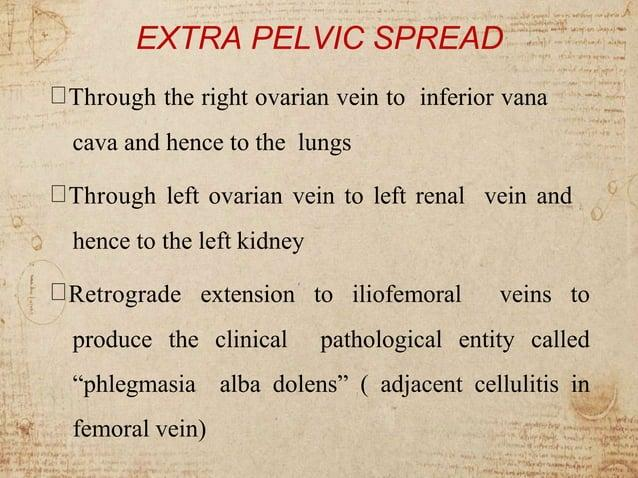 EXTRA PELVIC SPREAD
Through the right ovarian vein to inferior vana
cava and hence to the lungs
Through left ovarian vein to left renal vein and
hence to the left kidney
Retrograde extension to iliofemoral veins to
produce the clinical pathological entity called
“phlegmasia alba dolens” ( adjacent cellulitis in
femoral vein)